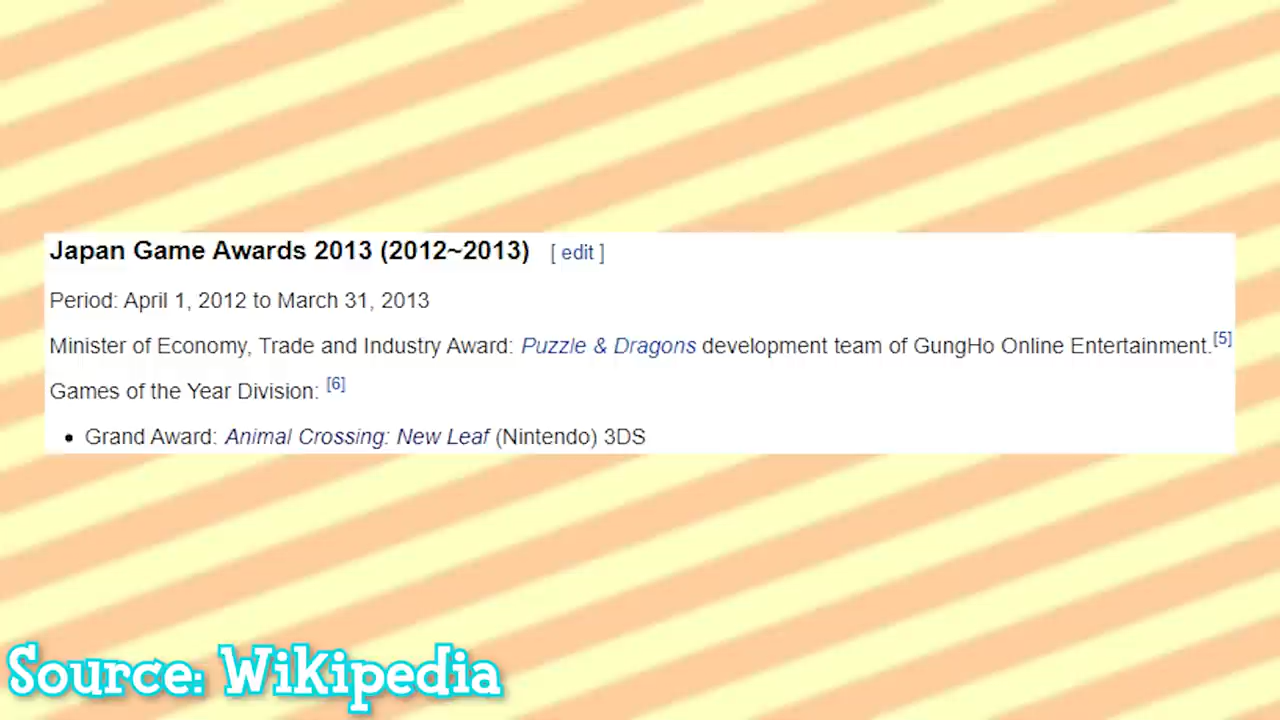 Japan Game Awards 2013 (2012~2013) [ edit ]
Period: April 1, 2012 to March 31, 2013
Minister of Economy, Trade and Industry Award: Puzzle & Dragons development team of GungHo Online Entertainment.[5]
Games of the Year Division: [6]
• Grand Award: Animal Crossing: New Leaf (Nintendo) 3DS
Source: Wikipedia